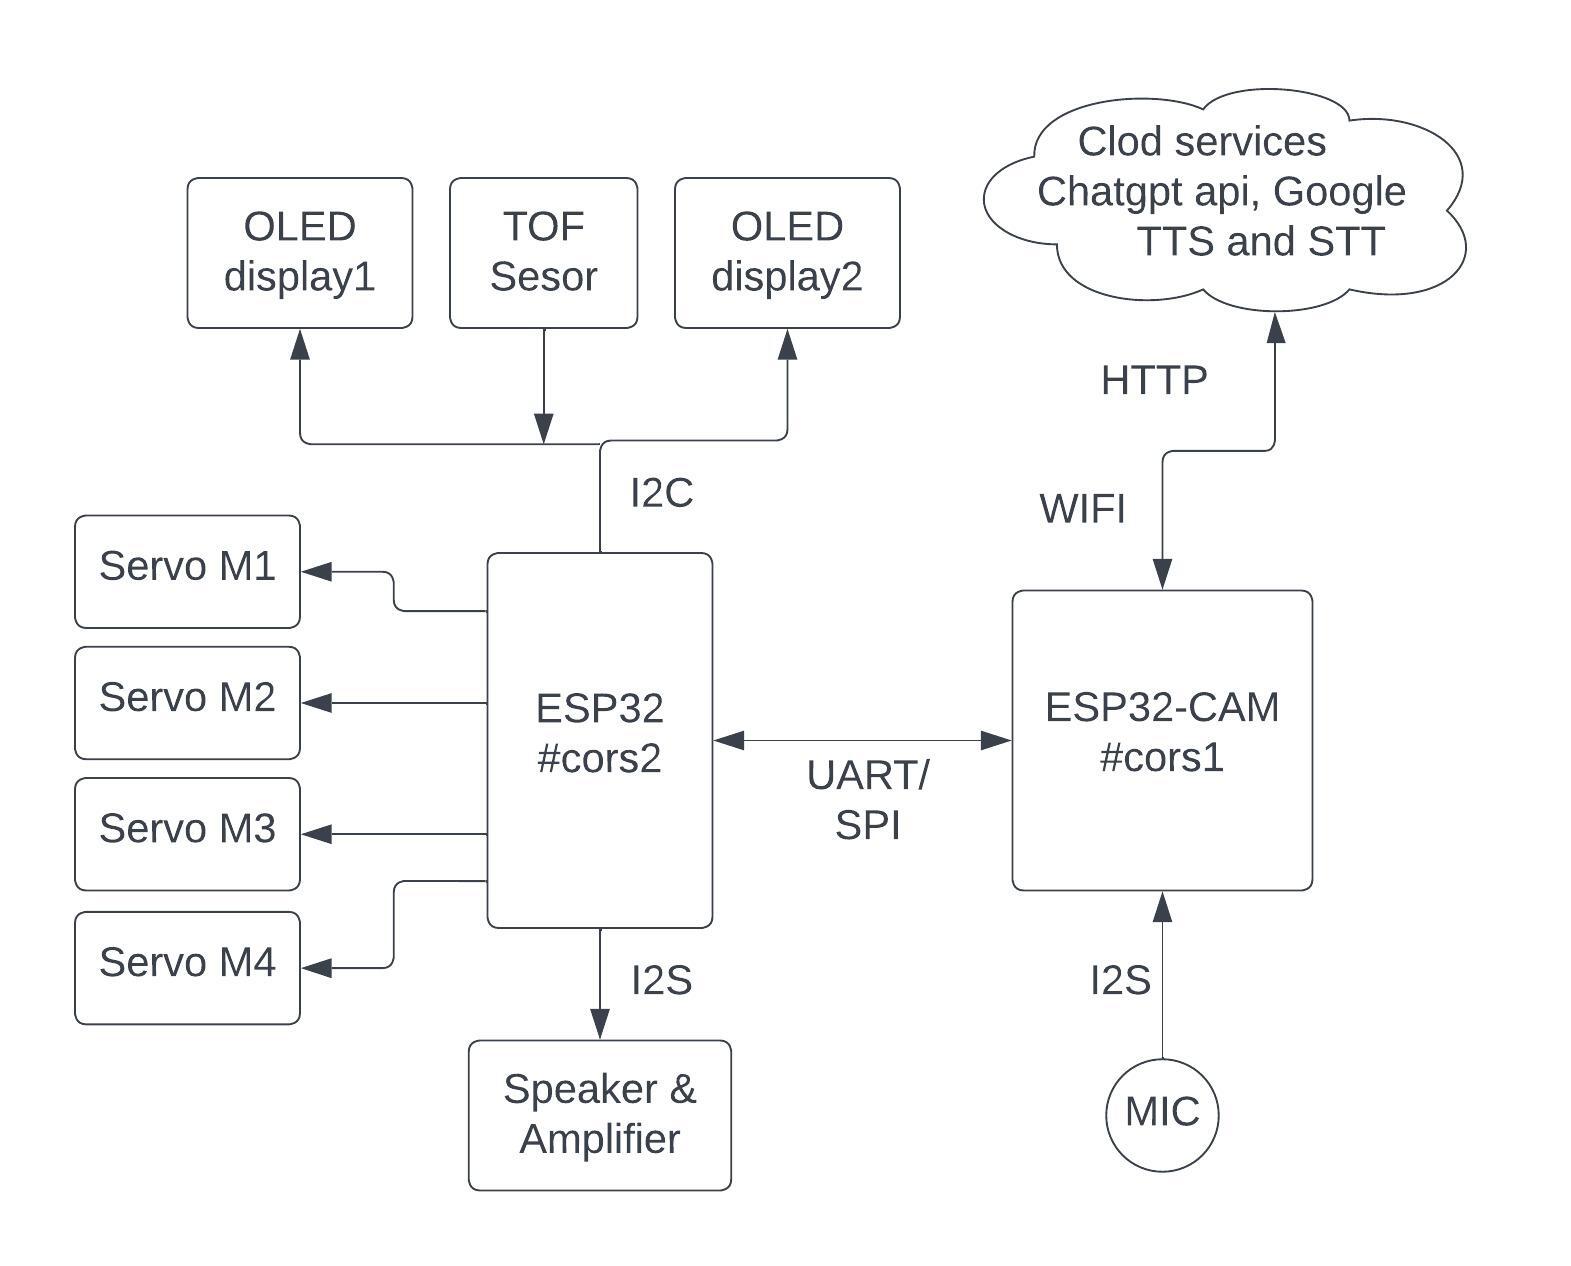 Clod services
Chatgpt api, Google
TTS and STT
OLED
display1
TOF
Sesor
OLED
display2
HTTP
I2C
WIFI
Servo M1
Servo M2
Servo M3
Servo M4
ESP32
#cors2
UART/
SPI
ESP32-CAM
#cors1
I2S
I2S
Speaker &
Amplifier
MIC